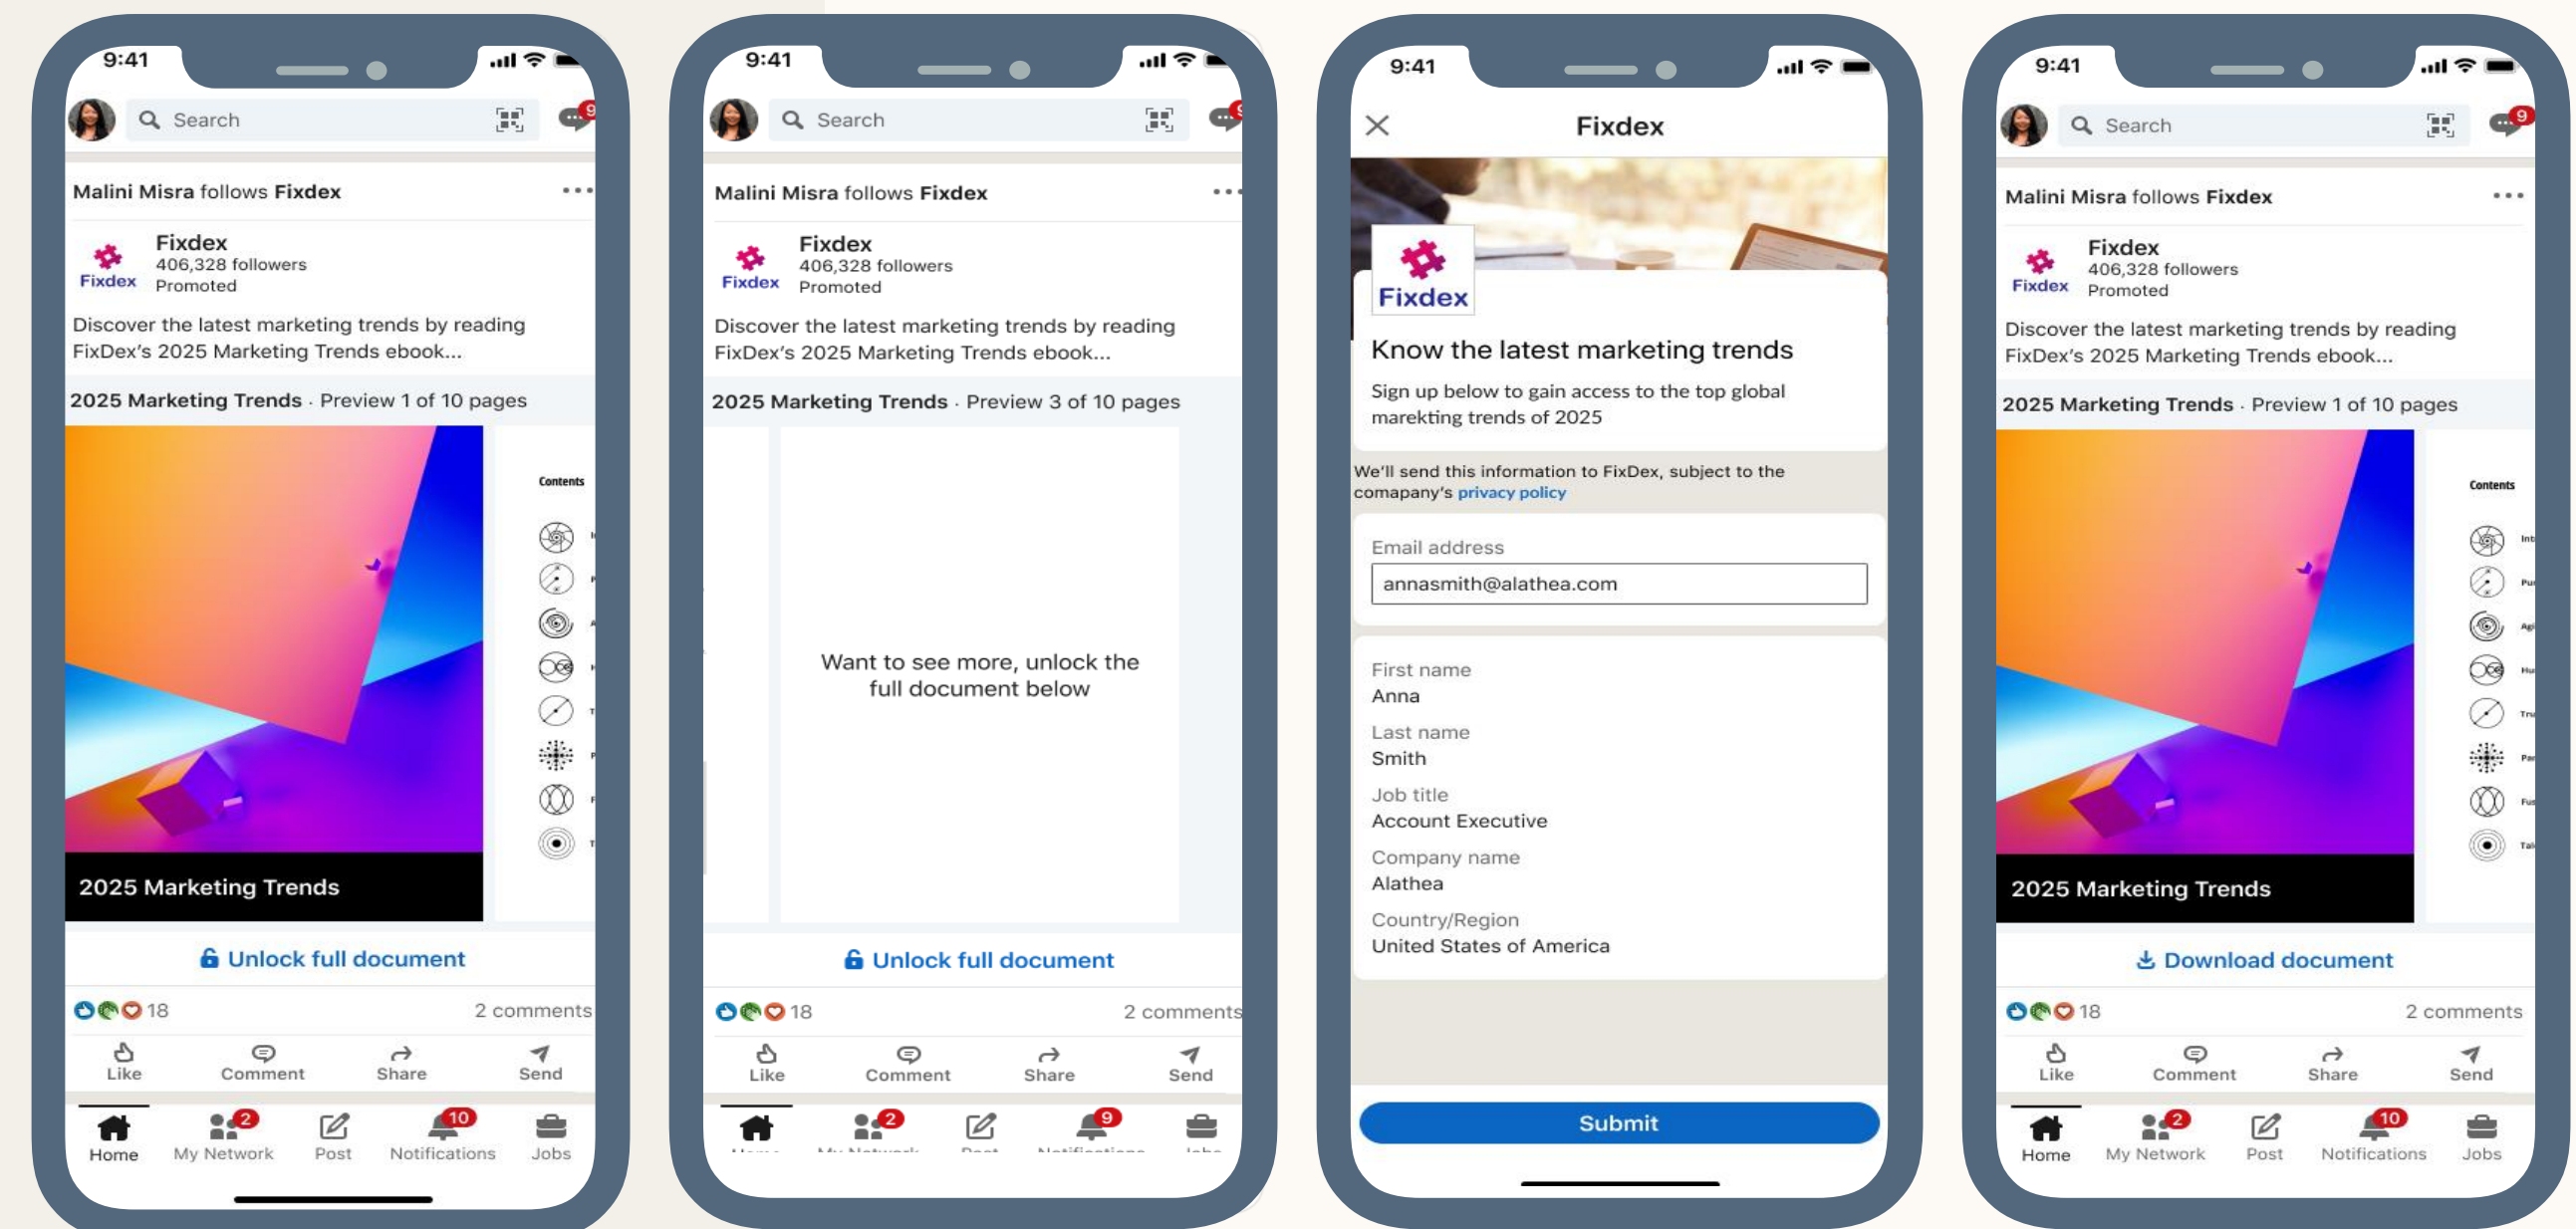 9:41
Search
9
Malini Misra follows Fixdex
Fixdex
Fixdex
406,328 followers
Promoted
Discover the latest marketing trends by reading
FixDex's 2025 Marketing Trends ebook...
2025 Marketing Trends · Preview 1 of 10 pages
Contents
2025 Marketing Trends
Unlock full document
18
2 comments
Like
Comment
Share
Send
2
10
Home
My Network
Post
Notifications
Jobs
9:41
Search
Malini Misra follows Fixdex
Fixdex
Fixdex
406,328 followers
Promoted
Discover the latest marketing trends by reading
FixDex's 2025 Marketing Trends ebook...
2025 Marketing Trends · Preview 3 of 10 pages
Want to see more, unlock the
full document below
Unlock full document
18
2 comments
Like
Comment
Share
Send
2
9
9:41
Fixdex
Fixdex
Know the latest marketing trends
Sign up below to gain access to the top global
marekting trends of 2025
We'll send this information to FixDex, subject to the
comapany's privacy policy
Email address
annasmith@alathea.com
First name
Anna
Last name
Smith
Job title
Account Executive
Company name
Alathea
Country/Region
United States of America
Submit
9:41
Search
9
Malini Misra follows Fixdex
Fixdex
Fixdex
406,328 followers
Promoted
Discover the latest marketing trends by reading
FixDex's 2025 Marketing Trends ebook...
2025 Marketing Trends · Preview 1 of 10 pages
Contents
2025 Marketing Trends
Download document
18
2 comments
Like
Comment
Share
Send
2
10
Home
My Network
Post
Notifications
Jobs